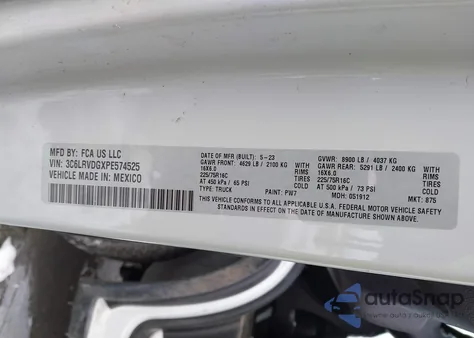 MFD BY: FCA US LLC
VIN: 3C6LRVDGXPE574525
VEHICLE MADE IN: MEXICO
DATE OF MFR (BUILT): 5-23
GAWR FRONT: 4629 LB / 2100 KG
16X6.0 RIMS
225/75R16C TIRES
AT 450 kPa / 65 PSI COLD
TYPE: TRUCK PAINT: PW7
GVWR: 8900 LB / 4037 KG
GAWR REAR: 5291 LB / 2400 KG
16X6.0 RIMS
225/75R16C TIRES
AT 500 kPa / 73 PSI COLD
MOH: 051912 MKT: 875
THIS VEHICLE CONFORMS TO ALL APPLICABLE U.S.A. FEDERAL MOTOR VEHICLE SAFETY
STANDARDS IN EFFECT ON THE DATE OF MANUFACTURE SHOWN ABOVE.
autoSnap